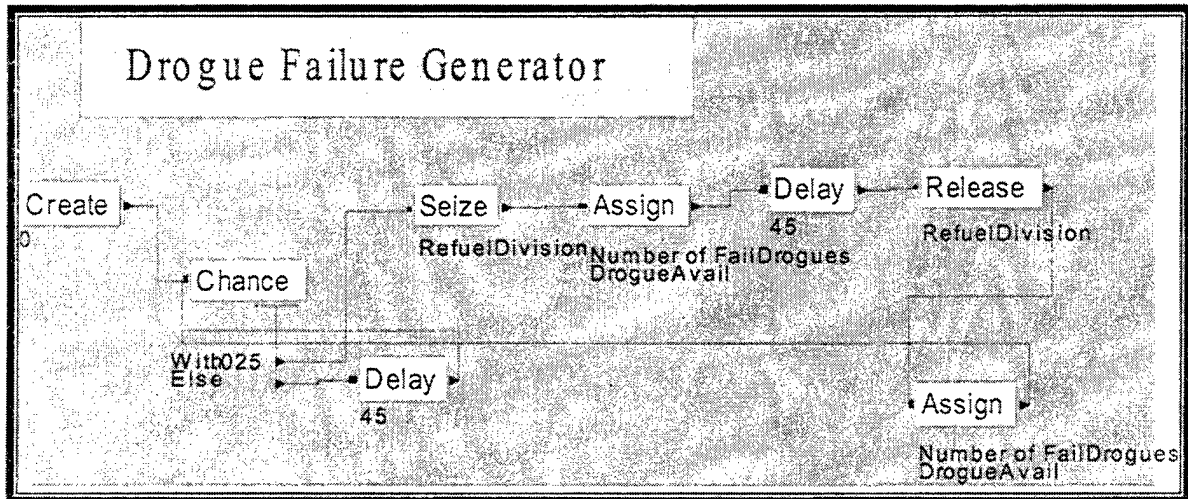 Drogue Failure Generator
Create
0
Chance
With025
Else
Delay
45
Seize
RefuelDivision
Assign
Number of FailDrogues
DrogueAvail
Delay
45
Release
RefuelDivision
Assign
Number of FailDrogues
DrogueAvail